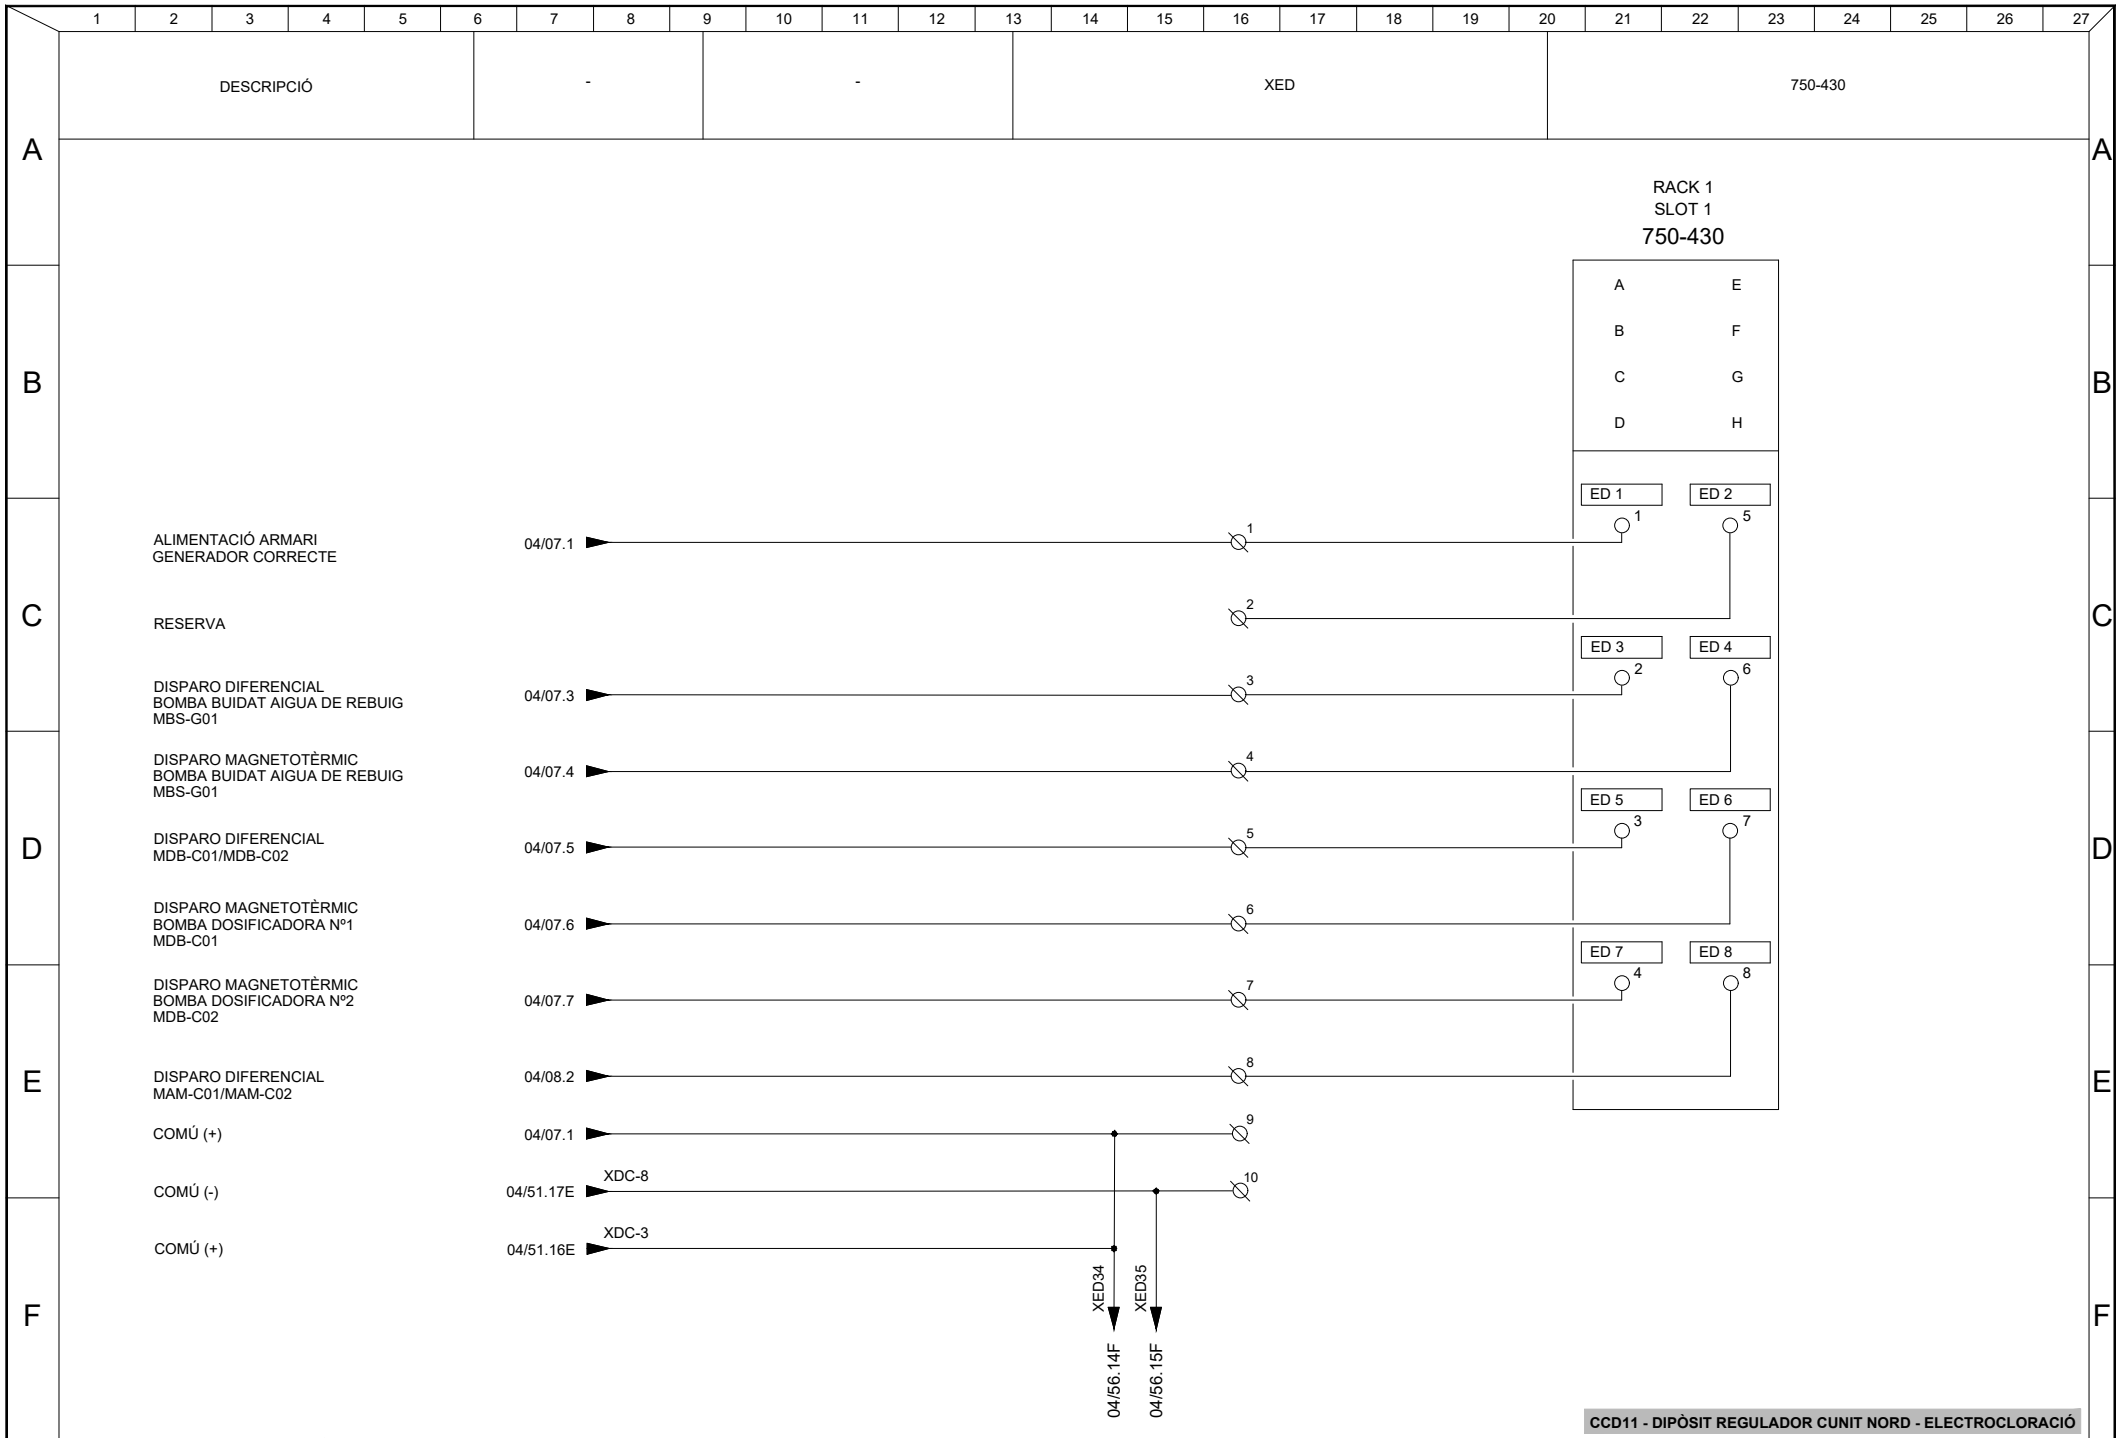 1 2 3 4 5 6 7 8 9 10 11 12 13 14 15 16 17 18 19 20 21 22 23 24 25 26 27
DESCRIPCIÓ - - XED 750-430
A A
RACK 1
SLOT 1
750-430
A E
B F
C G
D H
B B
ED 1 ED 2
1 5
ALIMENTACIÓ ARMARI
GENERADOR CORRECTE
04/07.1 1
C C
RESERVA 2
ED 3 ED 4
2 6
DISPARO DIFERENCIAL
BOMBA BUIDAT AIGUA DE REBUIG
MBS-G01
04/07.3 3
DISPARO MAGNETOTÈRMIC
BOMBA BUIDAT AIGUA DE REBUIG
MBS-G01
04/07.4 4
ED 5 ED 6
3 7
D D
DISPARO DIFERENCIAL
MDB-C01/MDB-C02
04/07.5 5
DISPARO MAGNETOTÈRMIC
BOMBA DOSIFICADORA Nº1
MDB-C01
04/07.6 6
ED 7 ED 8
4 8
DISPARO MAGNETOTÈRMIC
BOMBA DOSIFICADORA Nº2
MDB-C02
04/07.7 7
E E
DISPARO DIFERENCIAL
MAM-C01/MAM-C02
04/08.2 8
COMÚ (+) 04/07.1 9
COMÚ (-) 04/51.17E XDC-8 10
COMÚ (+) 04/51.16E XDC-3
XED34 XED35
F F
04/56.14F 04/56.15F
CCD11 - DIPÒSIT REGULADOR CUNIT NORD - ELECTROCLORACIÓ